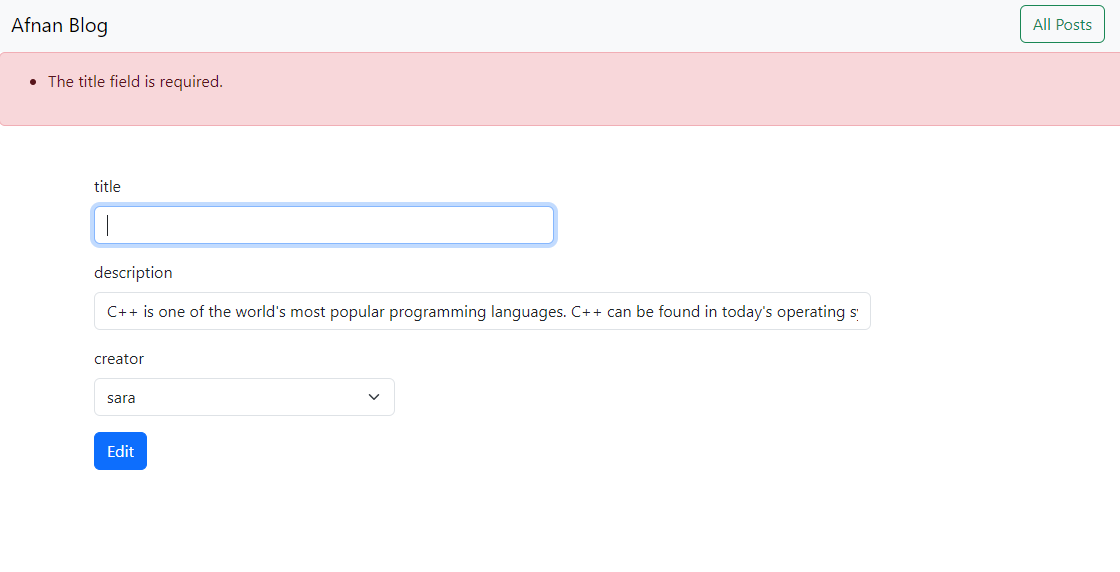 Afnan Blog
All Posts
The title field is required.
title
description
C++ is one of the world's most popular programming languages. C++ can be found in today's operating
creator
sara
Edit